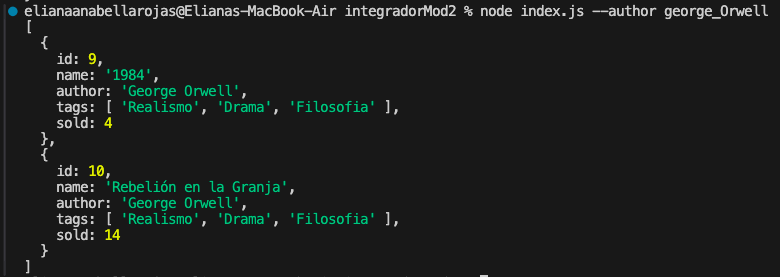 elianaanabellarojas@Elianas-MacBook-Air integradorMod2 % node index.js --author george_Orwell
[
  {
    id: 9,
    name: '1984',
    author: 'George Orwell',
    tags: [ 'Realismo', 'Drama', 'Filosofia' ],
    sold: 4
  },
  {
    id: 10,
    name: 'Rebelión en la Granja',
    author: 'George Orwell',
    tags: [ 'Realismo', 'Drama', 'Filosofia' ],
    sold: 14
  }
]